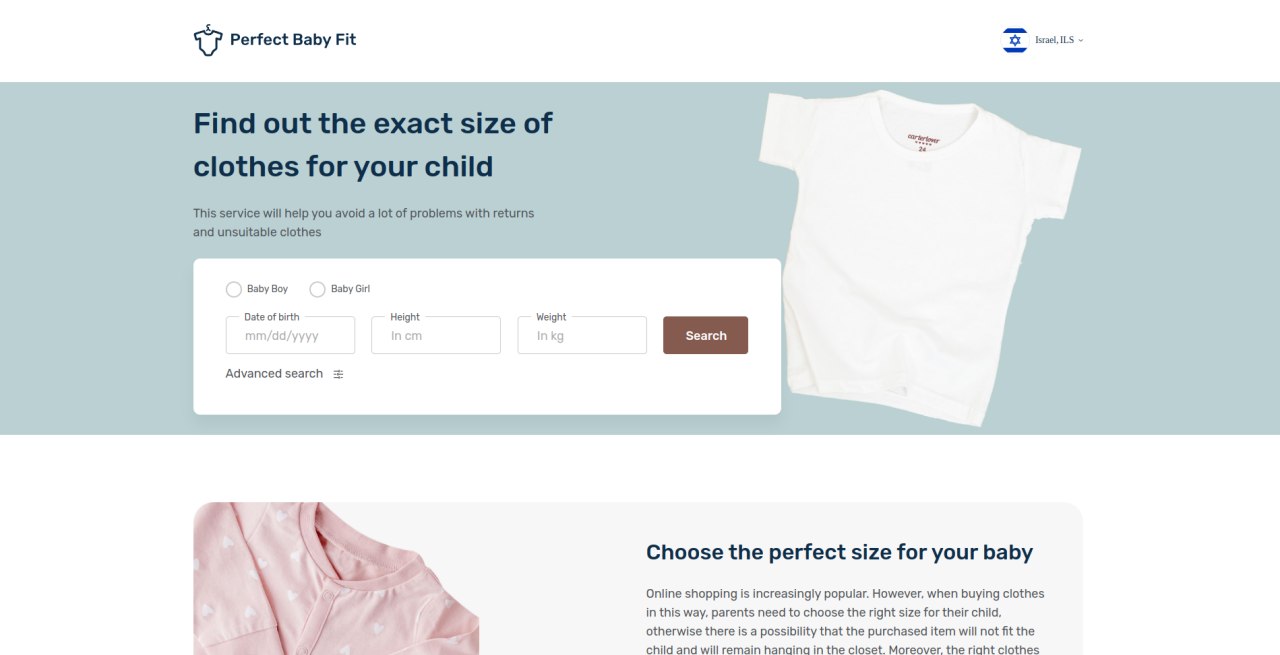 Perfect Baby Fit
Israel, ILS
Find out the exact size of
clothes for your child
carterlover
24
This service will help you avoid a lot of problems with returns
and unsuitable clothes
Baby Boy
Baby Girl
Date of birth
Height
Weight
mm/dd/yyyy
In cm
In kg
Search
Advanced search
Choose the perfect size for your baby
Online shopping is increasingly popular. However, when buying clothes
in this way, parents need to choose the right size for their child,
otherwise there is a possibility that the purchased item will not fit the
child and will remain hanging in the closet. Moreover, the right clothes